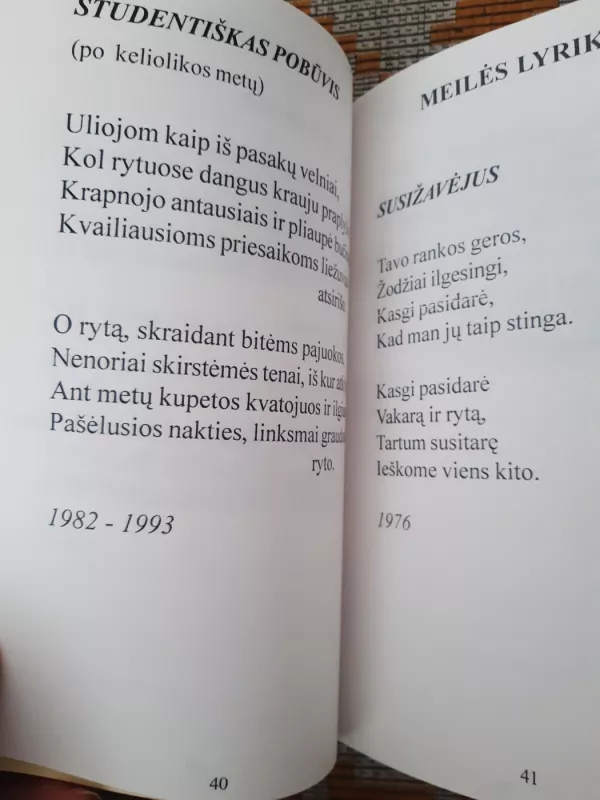 STUDENTIŠKAS POBŪVIS
(po keliolikos metų)
Uliojom kaip iš pasakų velniai,
Kol rytuose dangus krauju
Krapnojo antausiais ir pliaupė
Kvailiausioms priesaikoms
O rytą, skraidant bitėms pajuokos,
Nenoriai skirstėmės tenai, iš kur
Ant metų kupetos kvatojuos ir
Pašėlusios nakties, linksmai
ryto.
1982 - 1993
40
MEILĖS
SUSIŽAVĖJUS
Tavo rankos geros,
Žodžiai ilgesingi,
Kasgi pasidarė,
Kad man jų taip stinga.
Kasgi pasidarė
Vakarą ir rytą,
Tartum susitarę
Ieškome viens kito.
1976
41